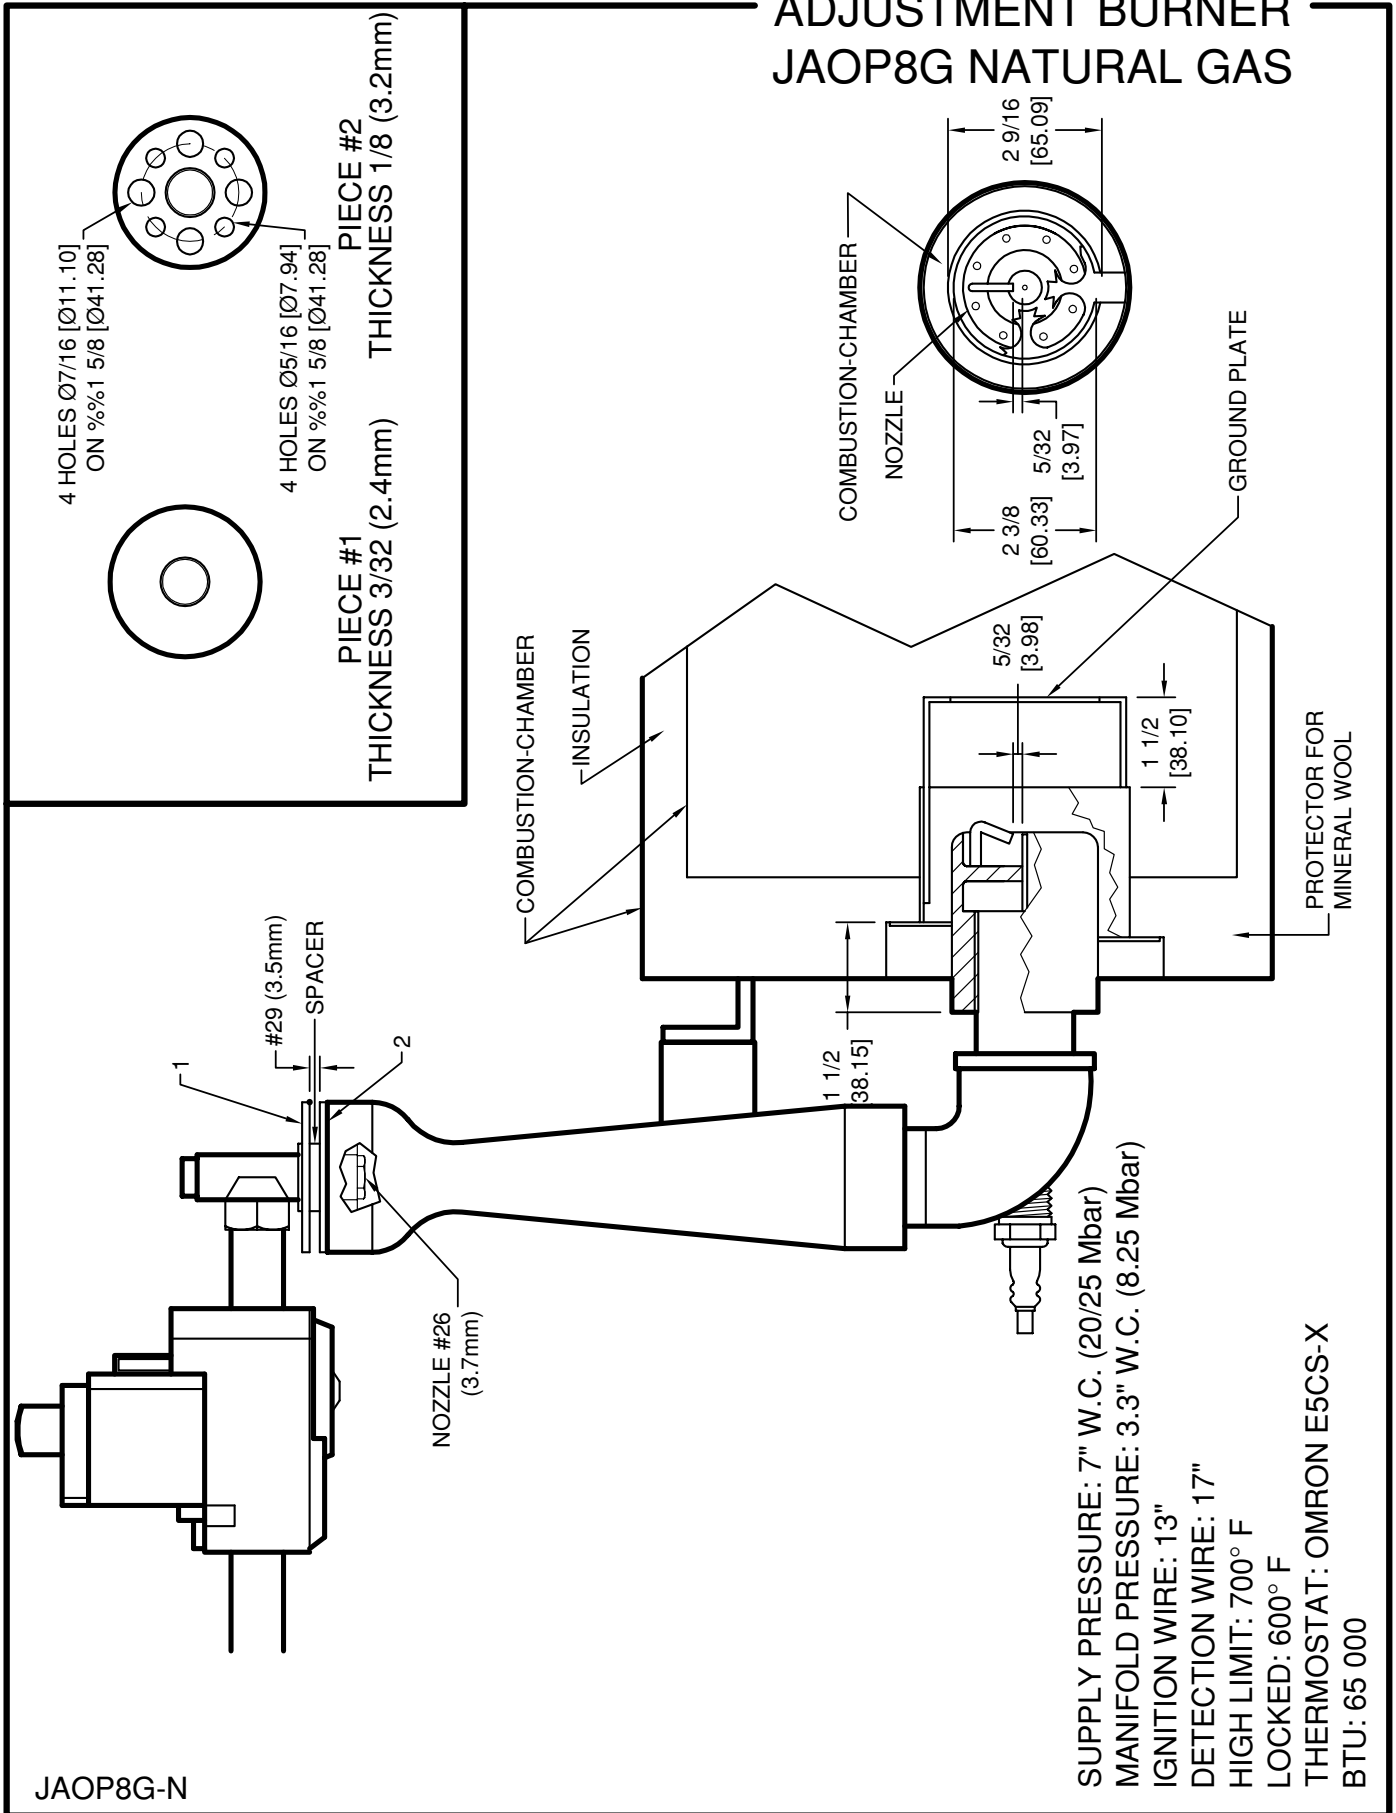 ADJUSTMENT BURNER
JAOP8G NATURAL GAS
4 HOLES Ø7/16 [Ø11.10]
ON %%1 5/8 [Ø41.28]
4 HOLES Ø5/16 [Ø7.94]
ON %%1 5/8 [Ø41.28]
PIECE #1
THICKNESS 3/32 (2.4mm)
PIECE #2
THICKNESS 1/8 (3.2mm)
2 9/16
[65.09]
COMBUSTION-CHAMBER
NOZZLE
5/32
[3.97]
2 3/8
[60.33]
GROUND PLATE
COMBUSTION-CHAMBER
INSULATION
5/32
[3.98]
1 1/2
[38.10]
PROTECTOR FOR
MINERAL WOOL
1
#29 (3.5mm)
SPACER
2
1 1/2
[38.15]
NOZZLE #26
(3.7mm)
SUPPLY PRESSURE: 7" W.C. (20/25 Mbar)
MANIFOLD PRESSURE: 3.3" W.C. (8.25 Mbar)
IGNITION WIRE: 13"
DETECTION WIRE: 17"
HIGH LIMIT: 700° F
LOCKED: 600° F
THERMOSTAT: OMRON E5CS-X
BTU: 65 000
JAOP8G-N